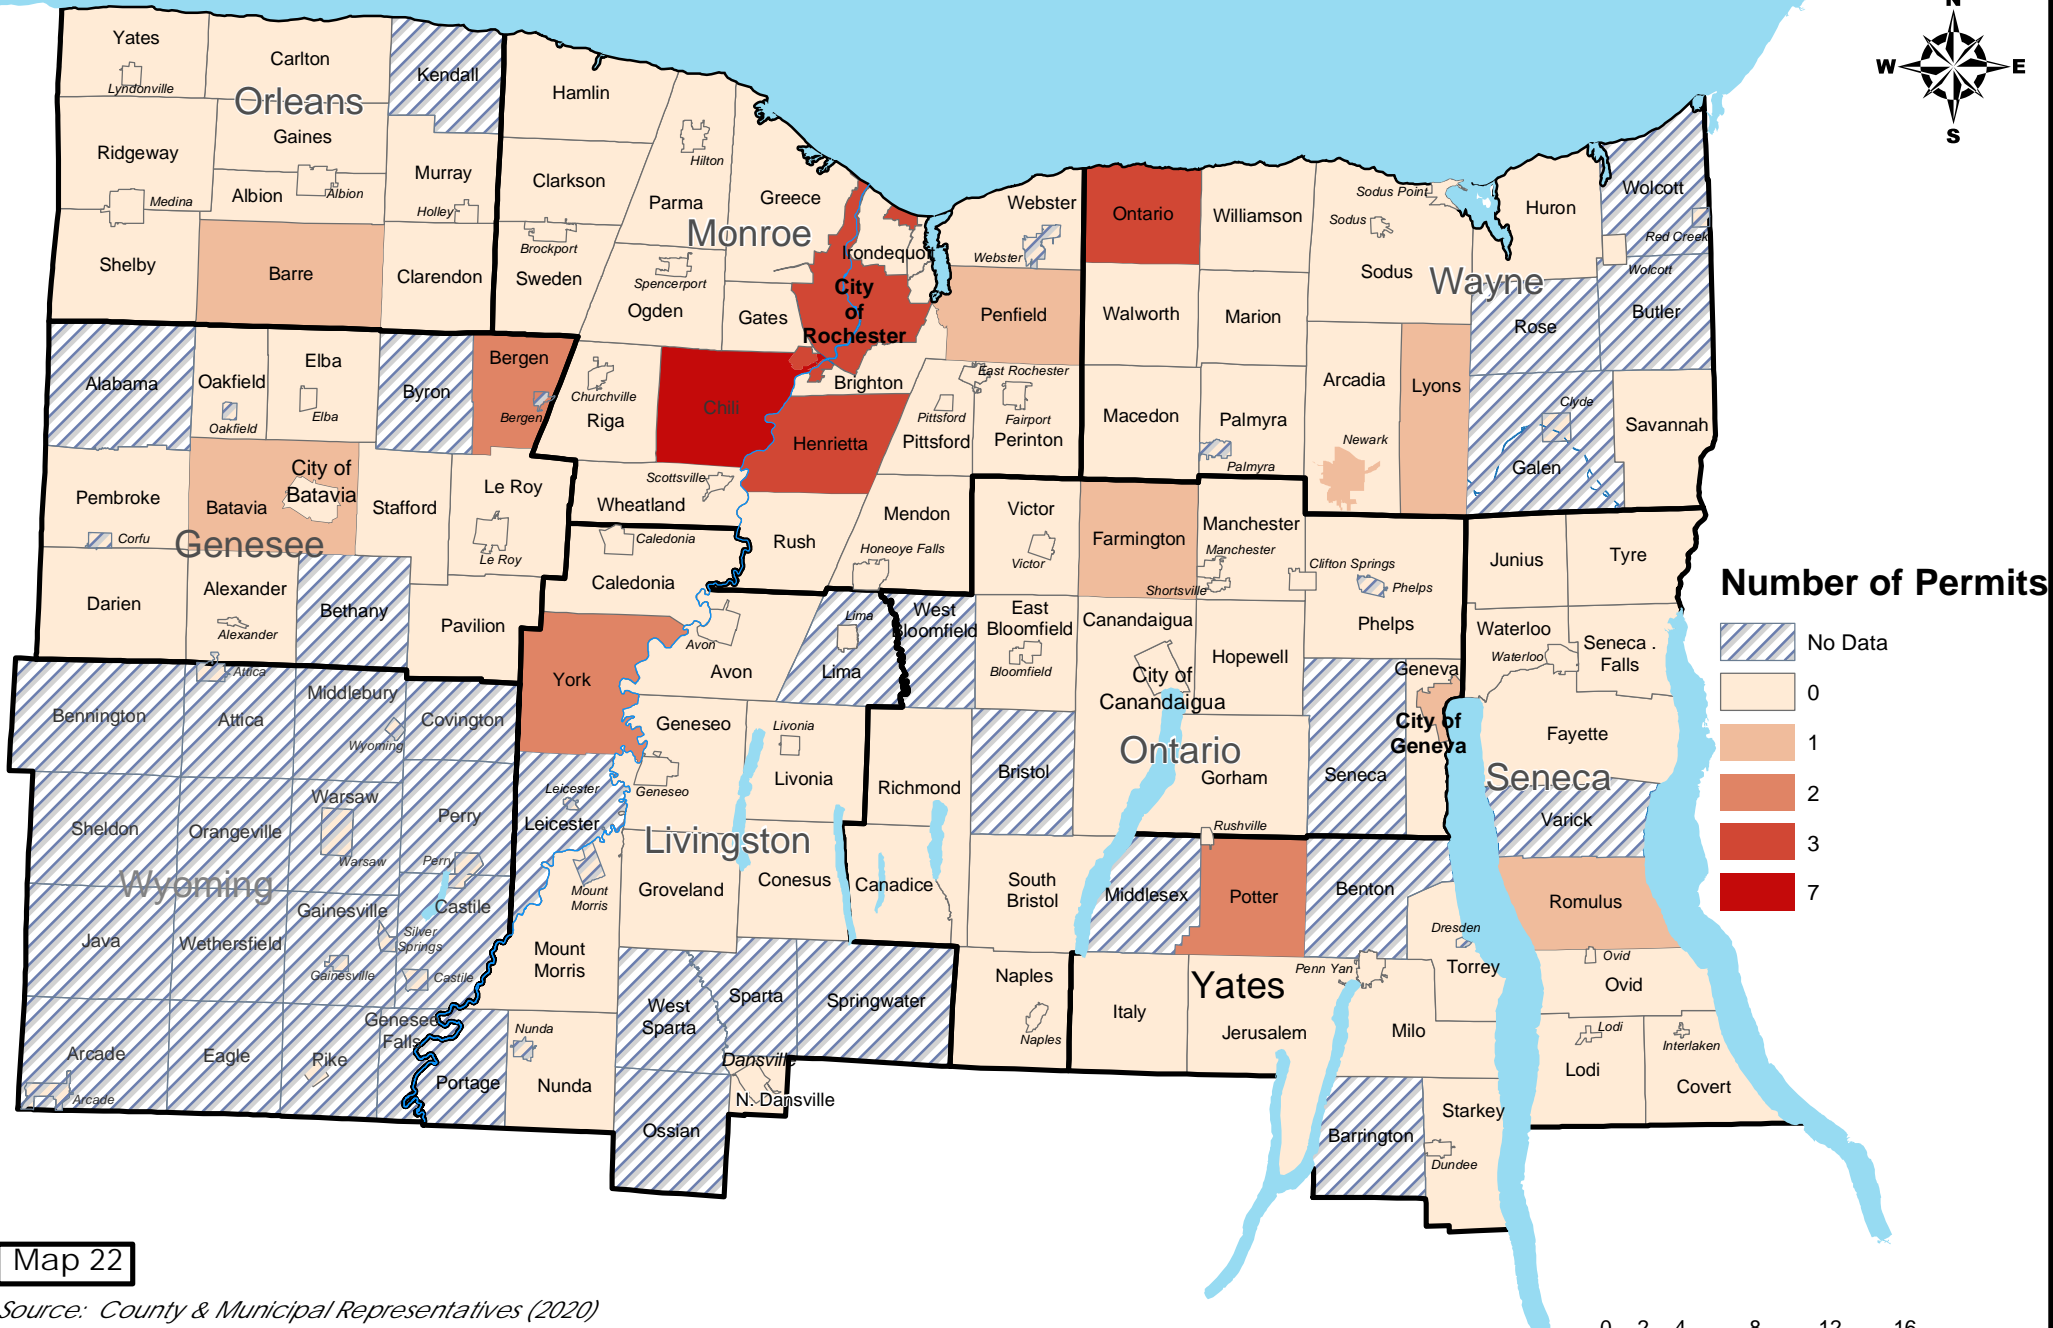 N
W
E
S
Yates
Lyndonville
Carlton
Kendall
Orleans
Gaines
Ridgeway
Medina
Albion
Albion
Murray
Holley
Shelby
Barre
Clarendon
Hamlin
Hilton
Clarkson
Parma
Greece
Brockport
Sweden
Monroe
Spencerport
Ogden
Gates
Irondequoit
City
of
Rochester
Webster
Webster
Penfield
Brighton
East Rochester
Pittsford
Pittsford
Fairport
Perinton
Churchville
Riga
Chili
Henrietta
Scottsville
Wheatland
Rush
Mendon
Honeoye Falls
Ontario
Williamson
Sodus Point
Sodus
Sodus
Huron
Wolcott
Red Creek
Wolcott
Wayne
Walworth
Marion
Rose
Butler
Arcadia
Lyons
Macedon
Palmyra
Palmyra
Newark
Clyde
Galen
Savannah
Alabama
Oakfield
Oakfield
Elba
Elba
Byron
Bergen
Bergen
City of
Batavia
Batavia
Stafford
Le Roy
Le Roy
Pembroke
Corfu
Genesee
Darien
Alexander
Alexander
Bethany
Pavilion
Caledonia
Caledonia
York
Avon
Avon
Lima
Lima
Geneseo
Geneseo
Livonia
Livonia
Leicester
Leicester
Livingston
Mount
Morris
Groveland
Conesus
Mount
Morris
West
Sparta
Sparta
Springwater
Nunda
Nunda
Portage
Dansville
N. Dansville
Ossian
Attica
Bennington
Attica
Middlebury
Wyoming
Covington
Sheldon
Orangeville
Warsaw
Warsaw
Perry
Perry
Wyoming
Gainesville
Castile
Silver
Springs
Java
Wethersfield
Gainesville
Castile
Genesee
Falls
Arcade
Arcade
Eagle
Rike
Victor
Victor
Farmington
Manchester
Manchester
Shortsville
Clifton Springs
Phelps
Phelps
West
Bloomfield
East
Bloomfield
Bloomfield
Canandaigua
City of
Canandaigua
Hopewell
Geneva
City of
Geneva
Ontario
Bristol
Gorham
Seneca
Richmond
Rushville
Canadice
South
Bristol
Naples
Naples
Middlesex
Potter
Benton
Dresden
Torrey
Penn Yan
Yates
Italy
Jerusalem
Milo
Barrington
Starkey
Dundee
Junius
Tyre
Waterloo
Waterloo
Seneca .
Falls
Fayette
Seneca
Varick
Romulus
Ovid
Ovid
Lodi
Lodi
Interlaken
Covert
Number of Permits
No Data
0
1
2
3
7
Map 22
Source: County & Municipal Representatives (2020)
0 2 4 8 12 16